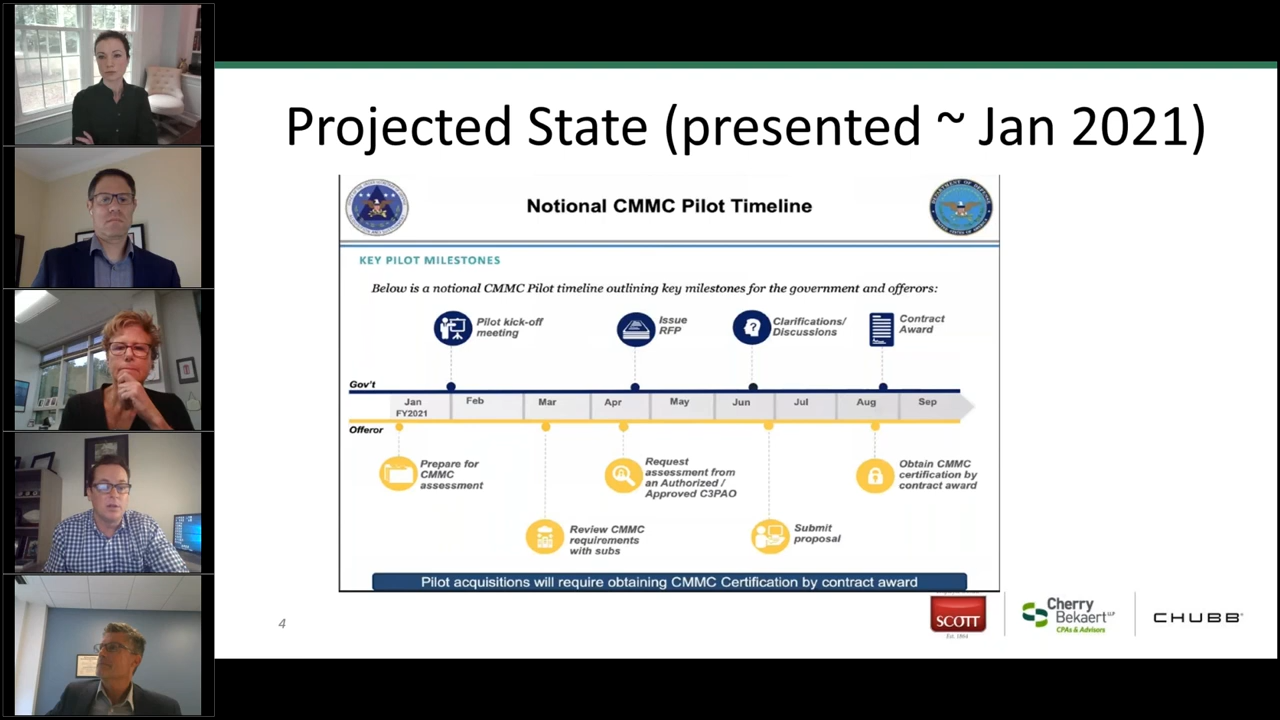 Projected State (presented ~ Jan 2021)
Notional CMMC Pilot Timeline
KEY PILOT MILESTONES
Below is a notional CMMC Pilot timeline outlining key milestones for the government and offerors:
Pilot kick-off
meeting
Issue
RFP
Clarifications/
Discussions
Contract
Award
Gov't
Jan
FY2021
Feb
Mar
Apr
May
Jun
Jul
Aug
Sep
Offeror
Prepare for
CMMC
assessment
Request
assessment from
an Authorized /
Approved C3PAO
Obtain CMMC
certification by
contract award
Review CMMC
requirements
with subs
Submit
proposal
Pilot acquisitions will require obtaining CMMC Certification by contract award
4
SCOTT
Est. 1864
Cherry
Bekaert LLP
CPAs & Advisors
CHUBB